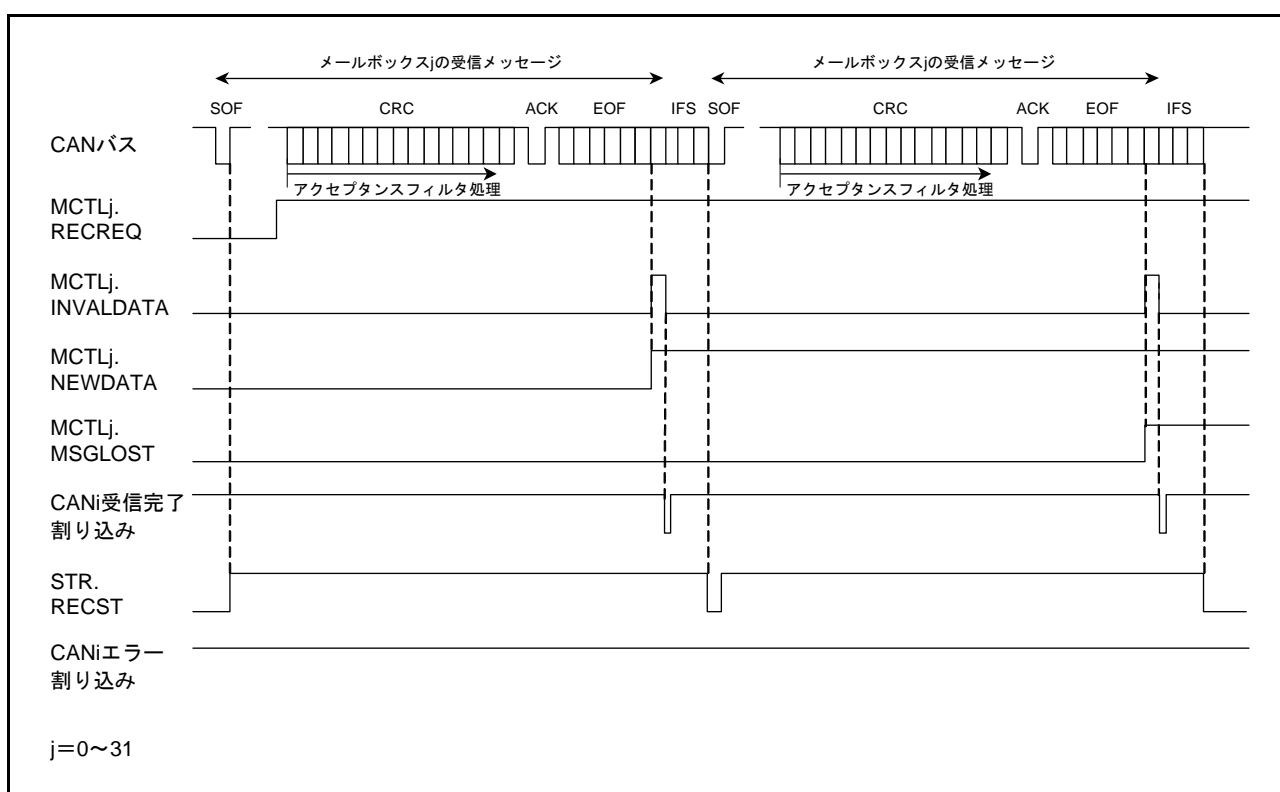 メールボックスjの受信メッセージ メールボックスjの受信メッセージ
SOF CRC ACK EOF IFS SOF CRC ACK EOF IFS
CANバス
アクセプタンスフィルタ処理 アクセプタンスフィルタ処理
MCTLj.
RECREQ
MCTLj.
INVALDATA
MCTLj.
NEWDATA
MCTLj.
MSGLOST
CANi受信完了
割り込み
STR.
RECST
CANiエラー
割り込み
j=0~31